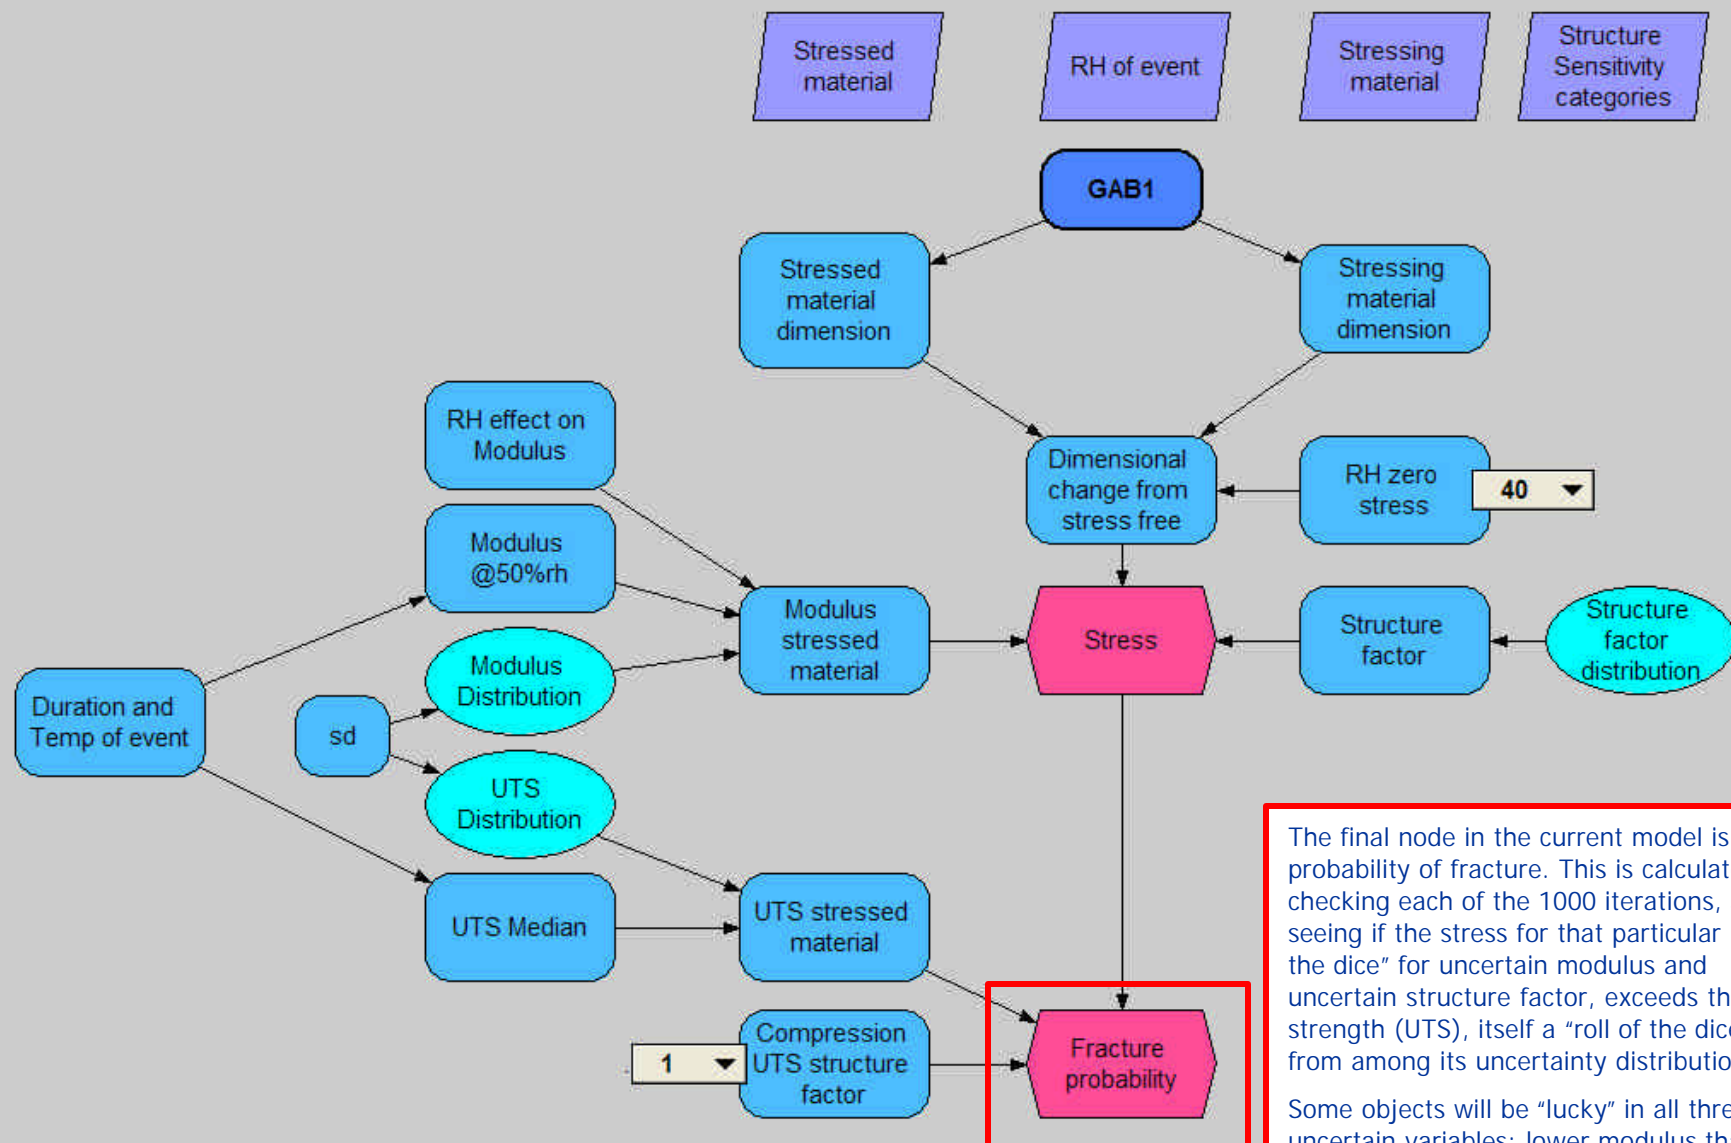 Stressed
material
RH of event
Stressing
material
Structure
Sensitivity
categories
GAB1
Stressed
material
dimension
Stressing
material
dimension
RH effect on
Modulus
Dimensional
change from
stress free
RH zero
stress
40
Modulus
@50%rh
Modulus
stressed
material
Stress
Structure
factor
Structure
factor
distribution
Modulus
Distribution
Duration and
Temp of event
sd
UTS
Distribution
UTS Median
UTS stressed
material
1
Compression
UTS structure
factor
Fracture
probability
The final node in the current model is
probability of fracture. This is
checking each of the 1000 iterations,
seeing if the stress for that particular
the dice” for uncertain modulus and
uncertain structure factor, exceeds
strength (UTS), itself a “roll of the
from among its uncertainty
Some objects will be “lucky” in all
uncertain variables: lower modulus